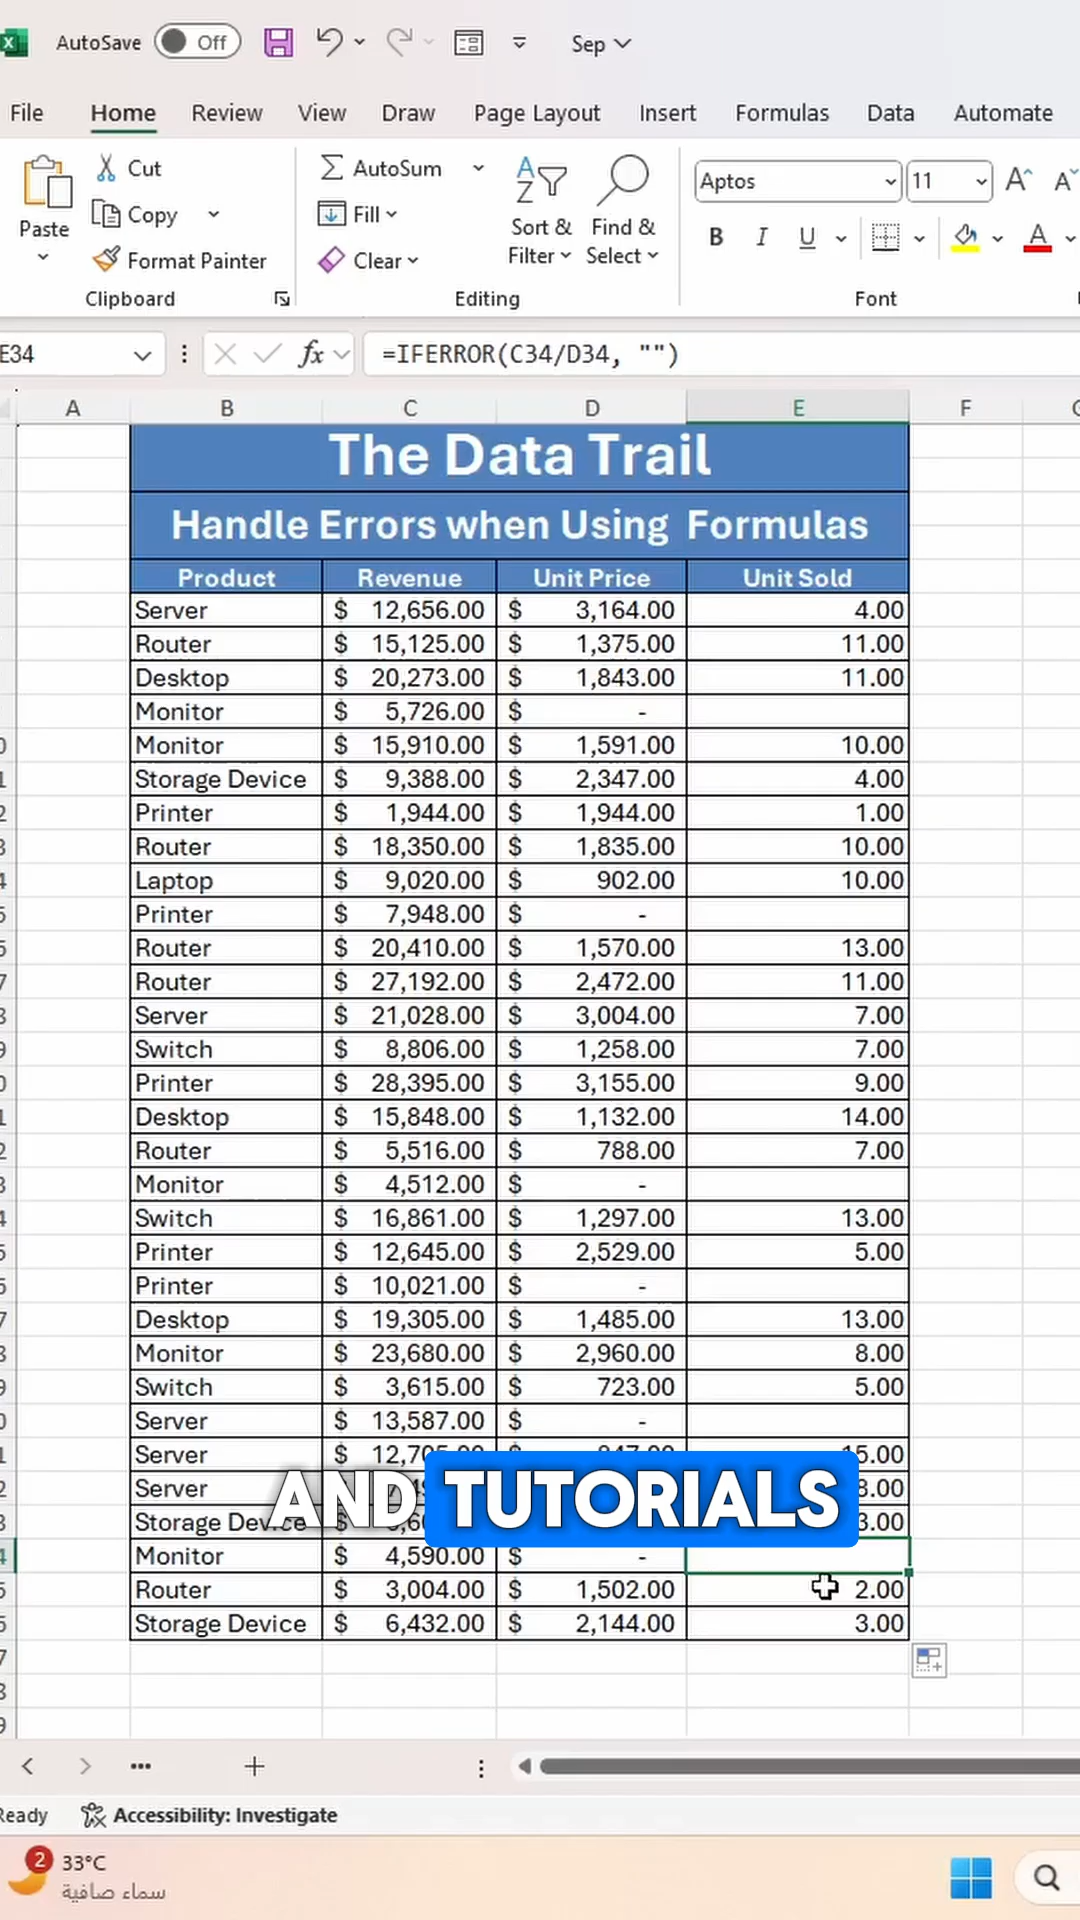 AutoSave Off Sep
File Home Review View Draw Page Layout Insert Formulas Data Automate
Paste Cut Copy Format Painter
Clipboard
AutoSum Fill Clear Sort & Filter Find & Select
Editing
Aptos 11 A A
B I U A
Font
E34 fx =IFERROR(C34/D34, "")
A B C D E F
The Data Trail
Handle Errors when Using Formulas
Product Revenue Unit Price Unit Sold
Server $ 12,656.00 $ 3,164.00 4.00
Router $ 15,125.00 $ 1,375.00 11.00
Desktop $ 20,273.00 $ 1,843.00 11.00
Monitor $ 5,726.00 $ -
Monitor $ 15,910.00 $ 1,591.00 10.00
Storage Device $ 9,388.00 $ 2,347.00 4.00
Printer $ 1,944.00 $ 1,944.00 1.00
Router $ 18,350.00 $ 1,835.00 10.00
Laptop $ 9,020.00 $ 902.00 10.00
Printer $ 7,948.00 $ -
Router $ 20,410.00 $ 1,570.00 13.00
Router $ 27,192.00 $ 2,472.00 11.00
Server $ 21,028.00 $ 3,004.00 7.00
Switch $ 8,806.00 $ 1,258.00 7.00
Printer $ 28,395.00 $ 3,155.00 9.00
Desktop $ 15,848.00 $ 1,132.00 14.00
Router $ 5,516.00 $ 788.00 7.00
Monitor $ 4,512.00 $ -
Switch $ 16,861.00 $ 1,297.00 13.00
Printer $ 12,645.00 $ 2,529.00 5.00
Printer $ 10,021.00 $ -
Desktop $ 19,305.00 $ 1,485.00 13.00
Monitor $ 23,680.00 $ 2,960.00 8.00
Switch $ 3,615.00 $ 723.00 5.00
Server $ 13,587.00 $ -
Server $
Server
Storage Device
AND TUTORIALS
Monitor $ 4,590.00 $ -
Router $ 3,004.00 $ 1,502.00 2.00
Storage Device $ 6,432.00 $ 2,144.00 3.00
Accessibility: Investigate
2 33°C
سماء صافية